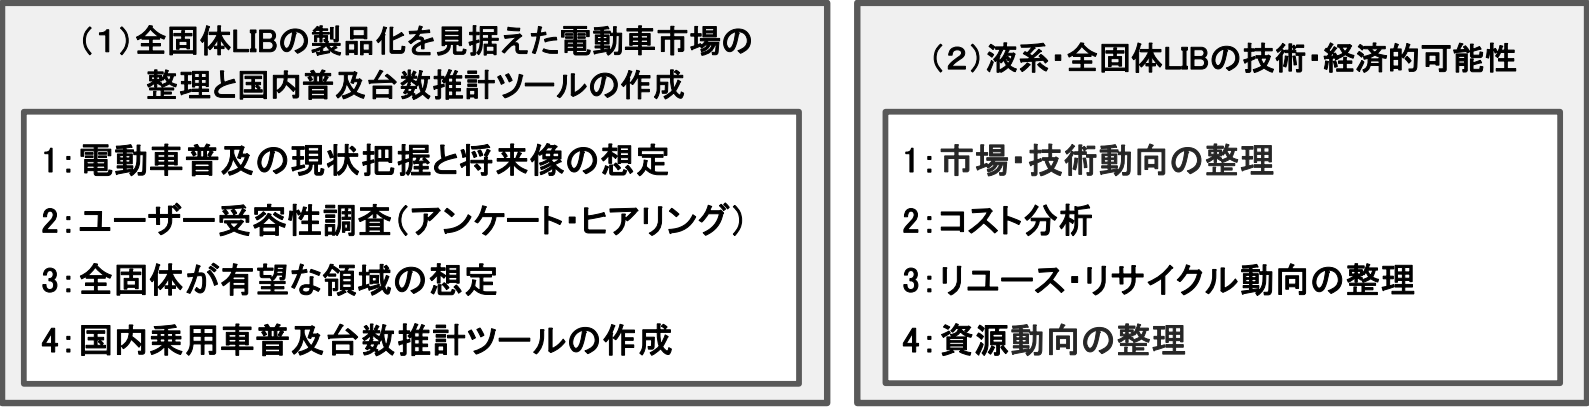 （１）全固体LIBの製品化を見据えた電動車市場の
整理と国内普及台数推計ツールの作成
1：電動車普及の現状把握と将来像の想定
2：ユーザー受容性調査（アンケート・ヒアリング）
3：全固体が有望な領域の想定
4：国内乗用車普及台数推計ツールの作成
（２）液系・全固体LIBの技術・経済的可能性
1：市場・技術動向の整理
2：コスト分析
3：リユース・リサイクル動向の整理
4：資源動向の整理